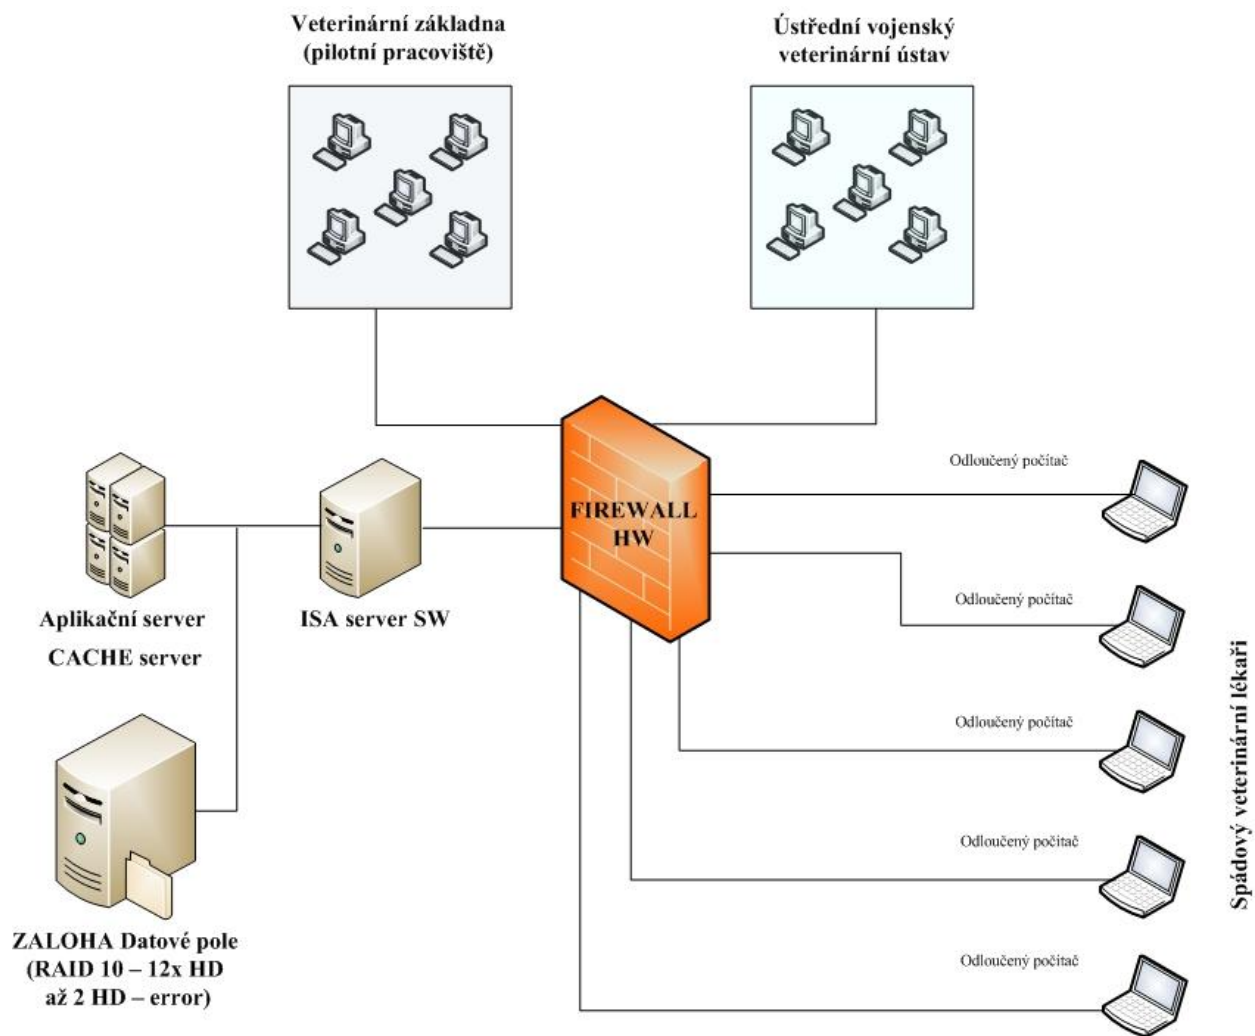 Veterinární základna
(pilotní pracoviště)
Ústřední vojenský
veterinární ústav
FIREWALL
HW
Aplikační server
CACHE server
ISA server SW
ZALOHA Datové pole
(RAID 10 – 12x HD
až 2 HD – error)
Odloučený počítač
Odloučený počítač
Odloučený počítač
Odloučený počítač
Odloučený počítač
Spádový veterinární lékaři